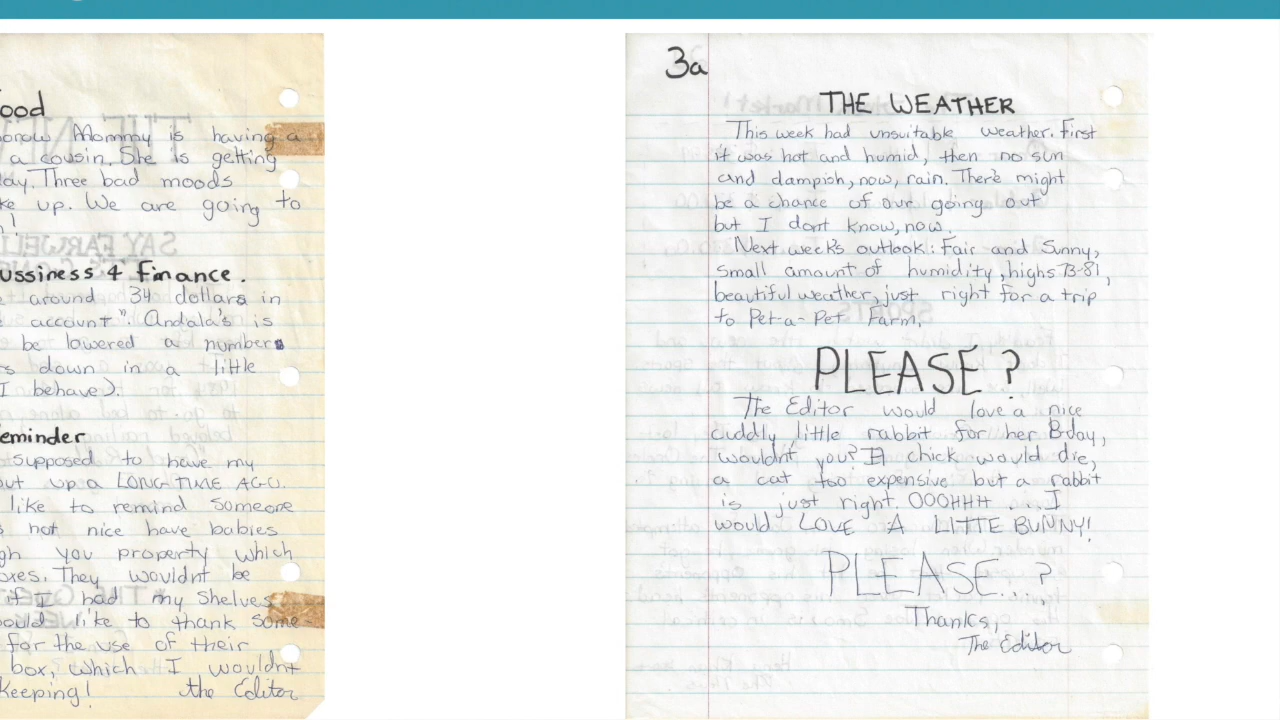 ood
orrow Mommy is having a
a cousin. She is getting
ay. Three bad moods
ke up. We are going to
!
ussiness & Finance.
around 34 dollars in
account". Andala's is
be lowered a number
s down in a little
I behave).
eminder
supposed to have my
out up a LONG TIME AGO.
like to remind someone
s not nice have babies
gh you property which
oxes. They wouldnt be
if I had my shelves
ould like to thank some-
for the use of their
box, which I wouldnt
keeping! the Editor
3a
THE WEATHER
This week had unsuitable weather. First
it was hot and humid, then no sun
and dampish, now, rain. There might
be a chance of our going out
but I dont know, now.
Next week's outlook: Fair and Sunny,
small amount of humidity, highs 73-81,
beautiful weather, just right for a trip
to Pet-a-Pet Farm,
PLEASE?
The Editor would love a nice
cuddly little rabbit for her B-day,
wouldn't you? A chick would die,
a cat too expensive but a rabbit
is just right. OOOHHH ... I
would LOVE A LITTE BUNNY!
PLEASE..?
Thanks,
The Editor